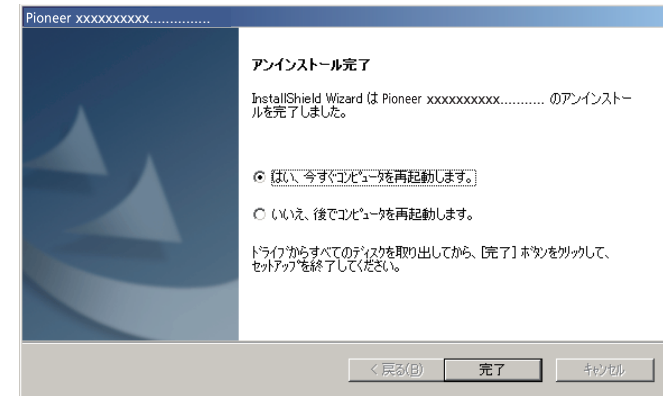 Pioneer xxxxxxxxxx...............
アンインストール完了
InstallShield Wizard は Pioneer xxxxxxxxxx........... のアンインストー
ルを完了しました。
はい、今すぐコンピュータを再起動します。
いいえ、後でコンピュータを再起動します。
ドライブからすべてのディスクを取り出してから、[完了] ボタンをクリックして、
セットアップを終了してください。
< 戻る(B)
完了
キャンセル